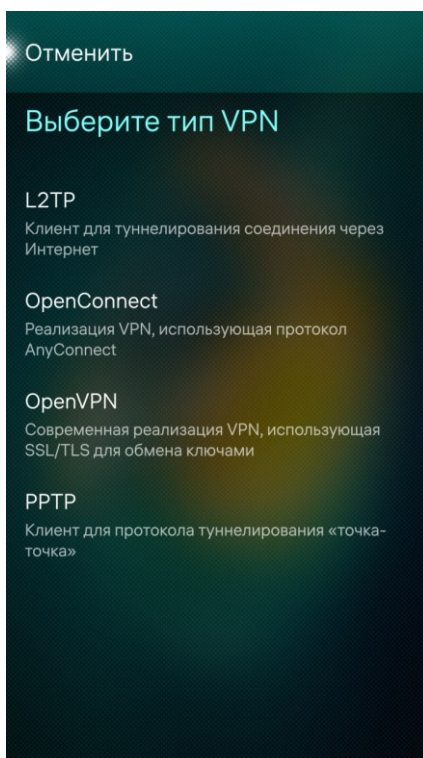 Отменить
Выберите тип VPN
L2TP
Клиент для туннелирования соединения через
Интернет
OpenConnect
Реализация VPN, использующая протокол
AnyConnect
OpenVPN
Современная реализация VPN, использующая
SSL/TLS для обмена ключами
PPTP
Клиент для протокола туннелирования «точка-
точка»